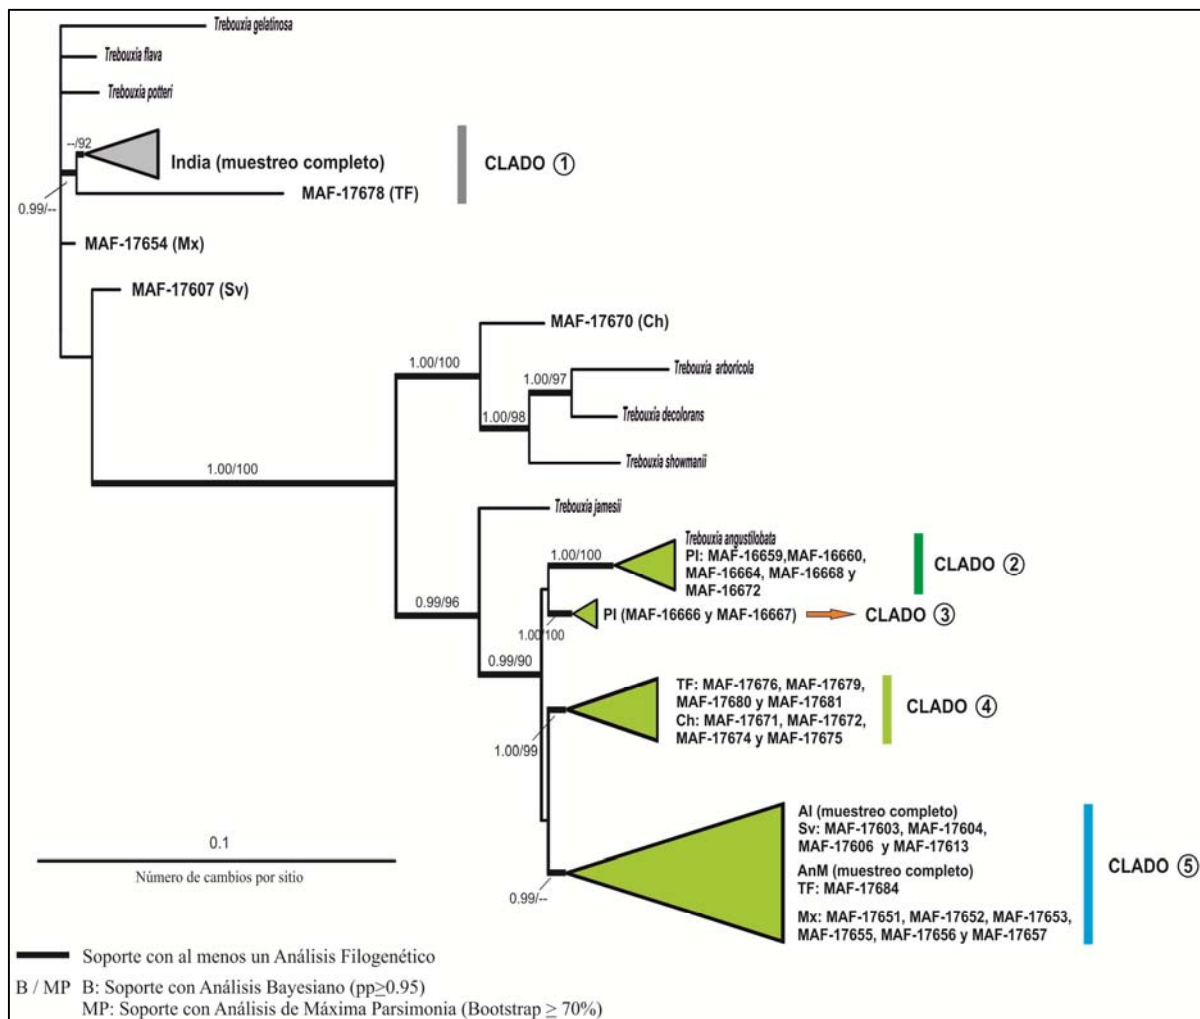 Trebouxia gelatinosa
Trebouxia flava
Trebouxia potteri
--/92
India (muestreo completo)
CLADO ①
MAF-17678 (TF)
0.99/--
MAF-17654 (Mx)
MAF-17607 (Sv)
MAF-17670 (Ch)
1.00/100
Trebouxia arboricola
1.00/97
1.00/98
Trebouxia decolorans
1.00/100
Trebouxia showmanii
Trebouxia jamesii
Trebouxia angustilobata
1.00/100
PI: MAF-16659,MAF-16660,
MAF-16664, MAF-16668 y
MAF-16672
CLADO ②
0.99/96
PI (MAF-16666 y MAF-16667)
CLADO ③
1.00/100
0.99/90
TF: MAF-17676, MAF-17679,
MAF-17680 y MAF-17681
Ch: MAF-17671, MAF-17672,
MAF-17674 y MAF-17675
CLADO ④
1.00/99
AI (muestreo completo)
Sv: MAF-17603, MAF-17604,
MAF-17606 y MAF-17613
AnM (muestreo completo)
TF: MAF-17684
Mx: MAF-17651, MAF-17652, MAF-17653,
MAF-17655, MAF-17656 y MAF-17657
CLADO ⑤
0.99/--
0.1
Número de cambios por sitio
Soporte con al menos un Análisis Filogenético
B / MP B: Soporte con Análisis Bayesiano (pp≥0.95)
MP: Soporte con Análisis de Máxima Parsimonia (Bootstrap ≥ 70%)